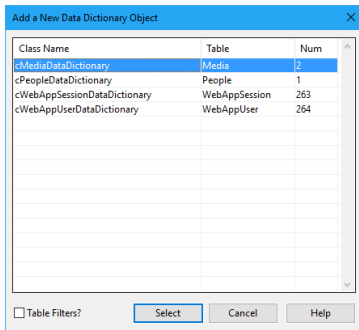 Add a New Data Dictionary Object
Class Name Table Num
cMediaDataDictionary Media 2
cPeopleDataDictionary People 1
cWebAppSessionDataDictionary WebAppSession 263
cWebAppUserDataDictionary WebAppUser 264
Table Filters? Select Cancel Help